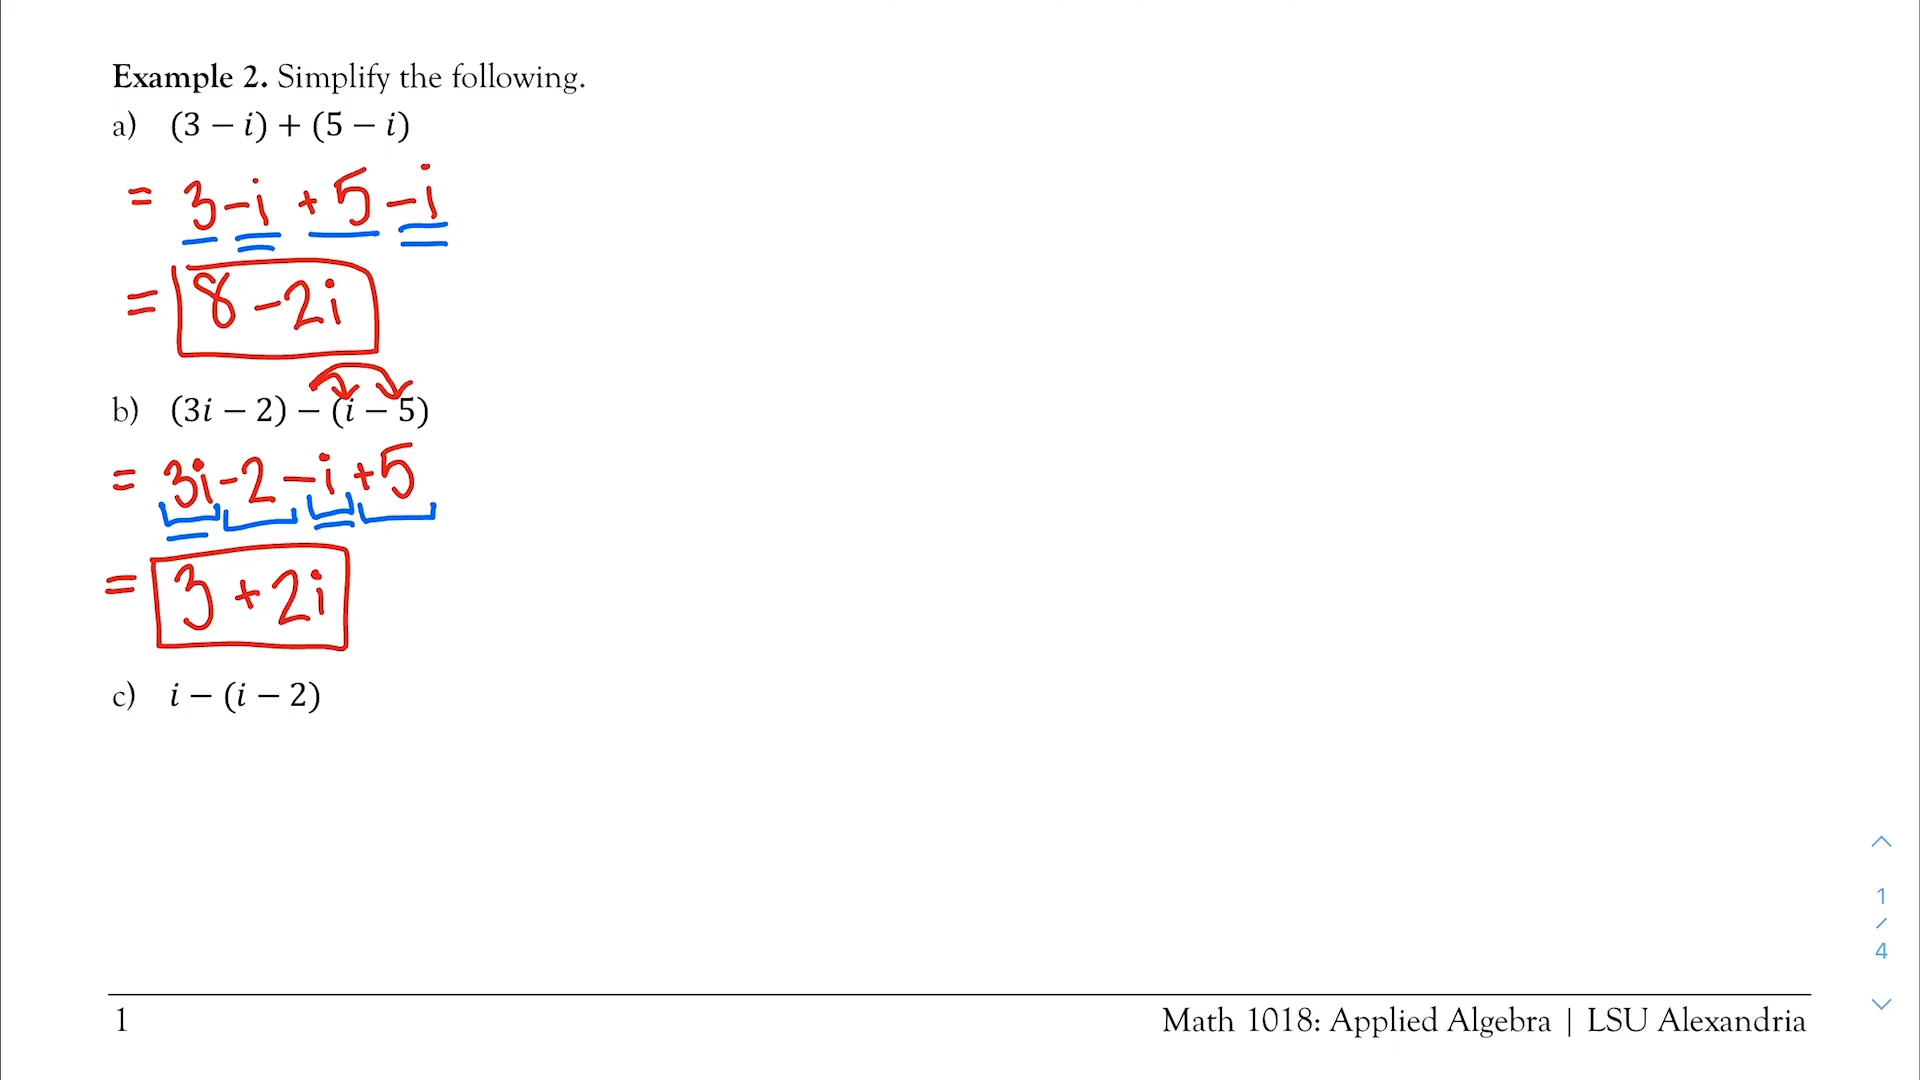 Example 2. Simplify the following.
a) (3 − i) + (5 − i)
= 3 - i + 5 - i
= 8 - 2i
b) (3i − 2) − (i − 5)
= 3i - 2 - i + 5
= 3 + 2i
c) i − (i − 2)
1
/
4
1 Math 1018: Applied Algebra | LSU Alexandria